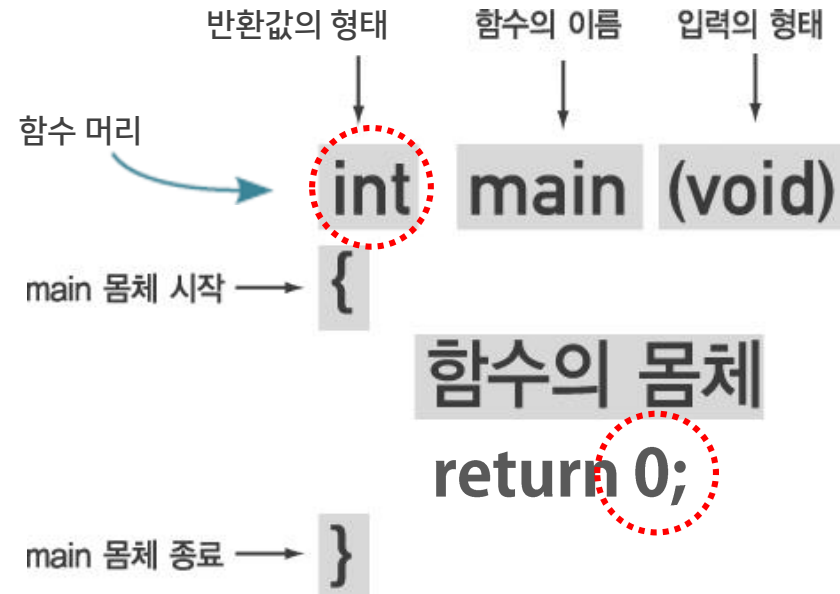 반환값의 형태 함수의 이름 입력의 형태
함수 머리
int main (void)
main 몸체 시작 {
함수의 몸체
return 0;
main 몸체 종료 }